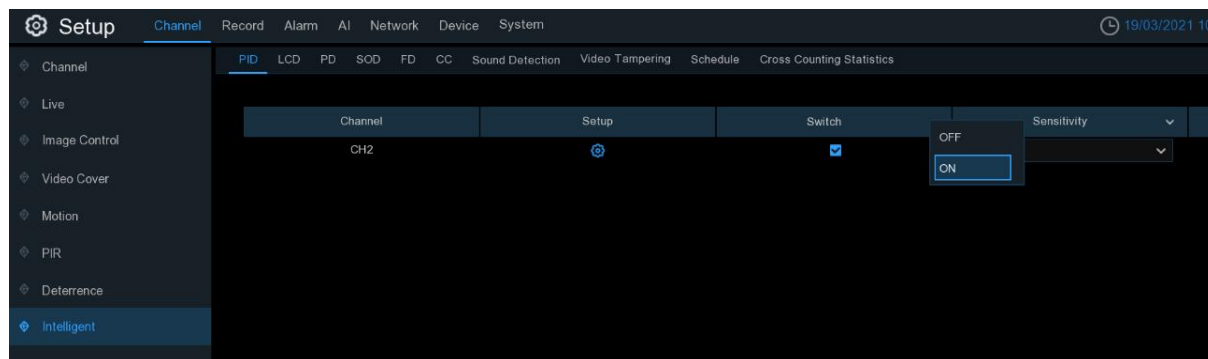 Setup Channel Record Alarm AI Network Device System 19/03/2021
Channel PID LCD PD SOD FD CC Sound Detection Video Tampering Schedule Cross Counting Statistics
Live
Channel Setup Switch Sensitivity
Image Control OFF
CH2
ON
Video Cover
Motion
PIR
Deterrence
Intelligent